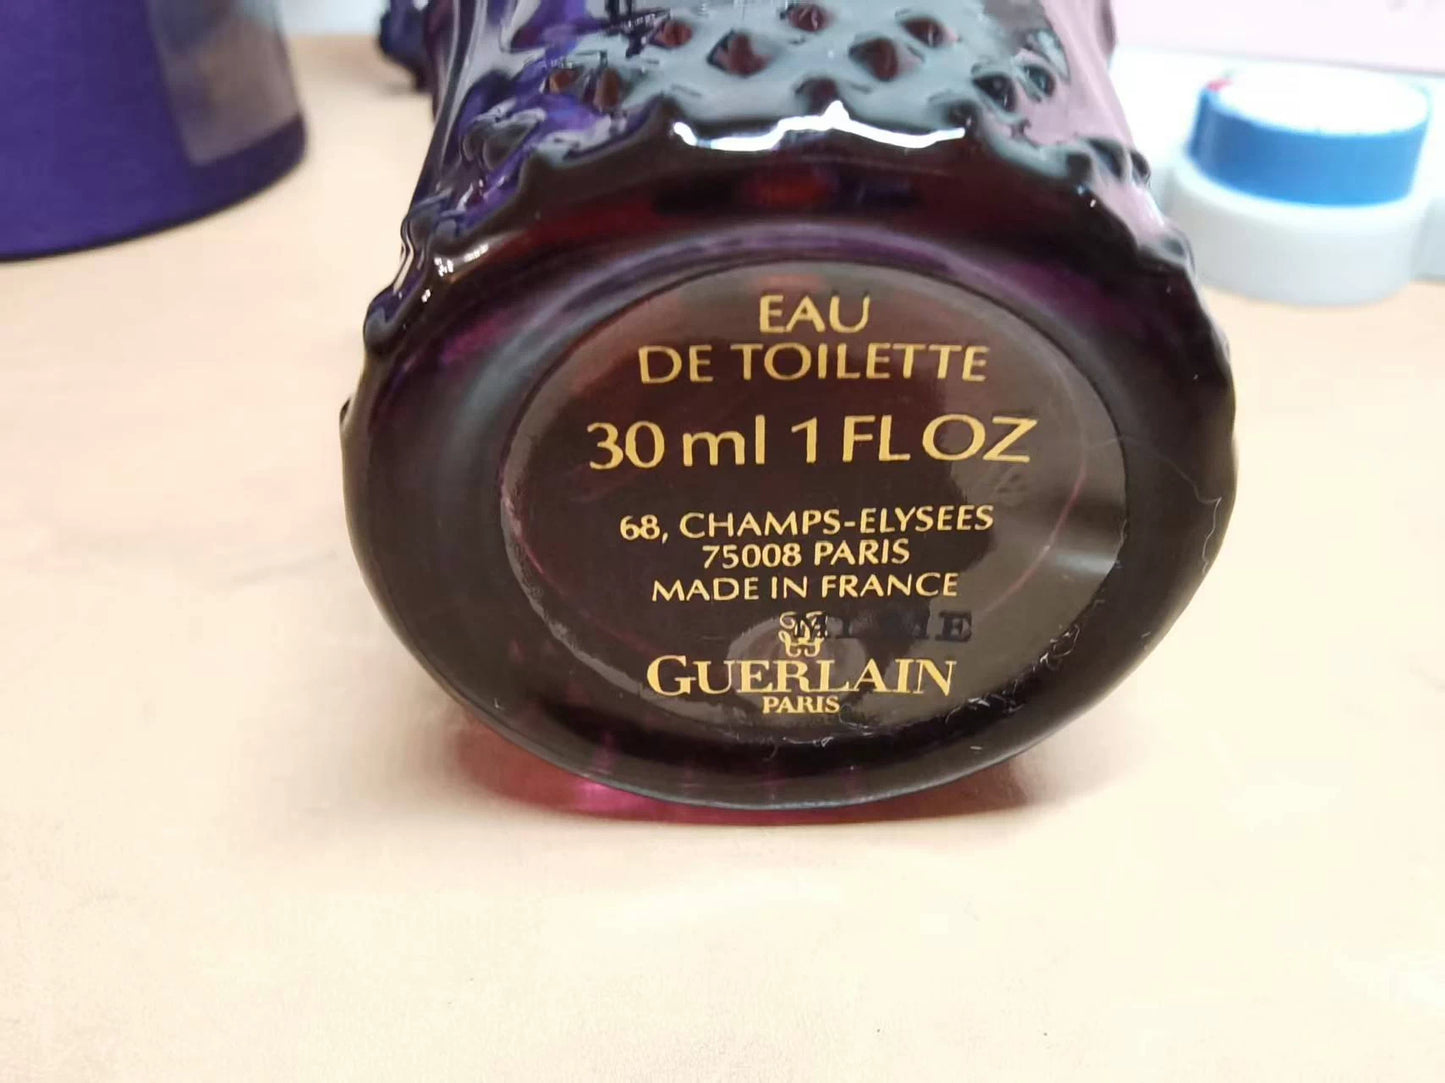 EAU
DE TOILETTE
30 ml 1 FL OZ
68, CHAMPS-ELYSEES
75008 PARIS
MADE IN FRANCE
GUERLAIN
PARIS